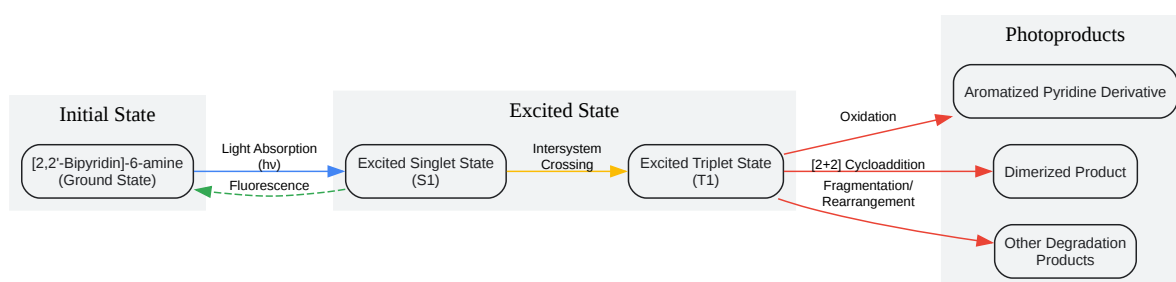 Initial State
[2,2'-Bipyridin]-6-amine
(Ground State)
Light Absorption
(hν)
Fluorescence
Excited State
Excited Singlet State
(S1)
Intersystem
Crossing
Excited Triplet State
(T1)
Oxidation
[2+2] Cycloaddition
Fragmentation/
Rearrangement
Photoproducts
Aromatized Pyridine Derivative
Dimerized Product
Other Degradation
Products